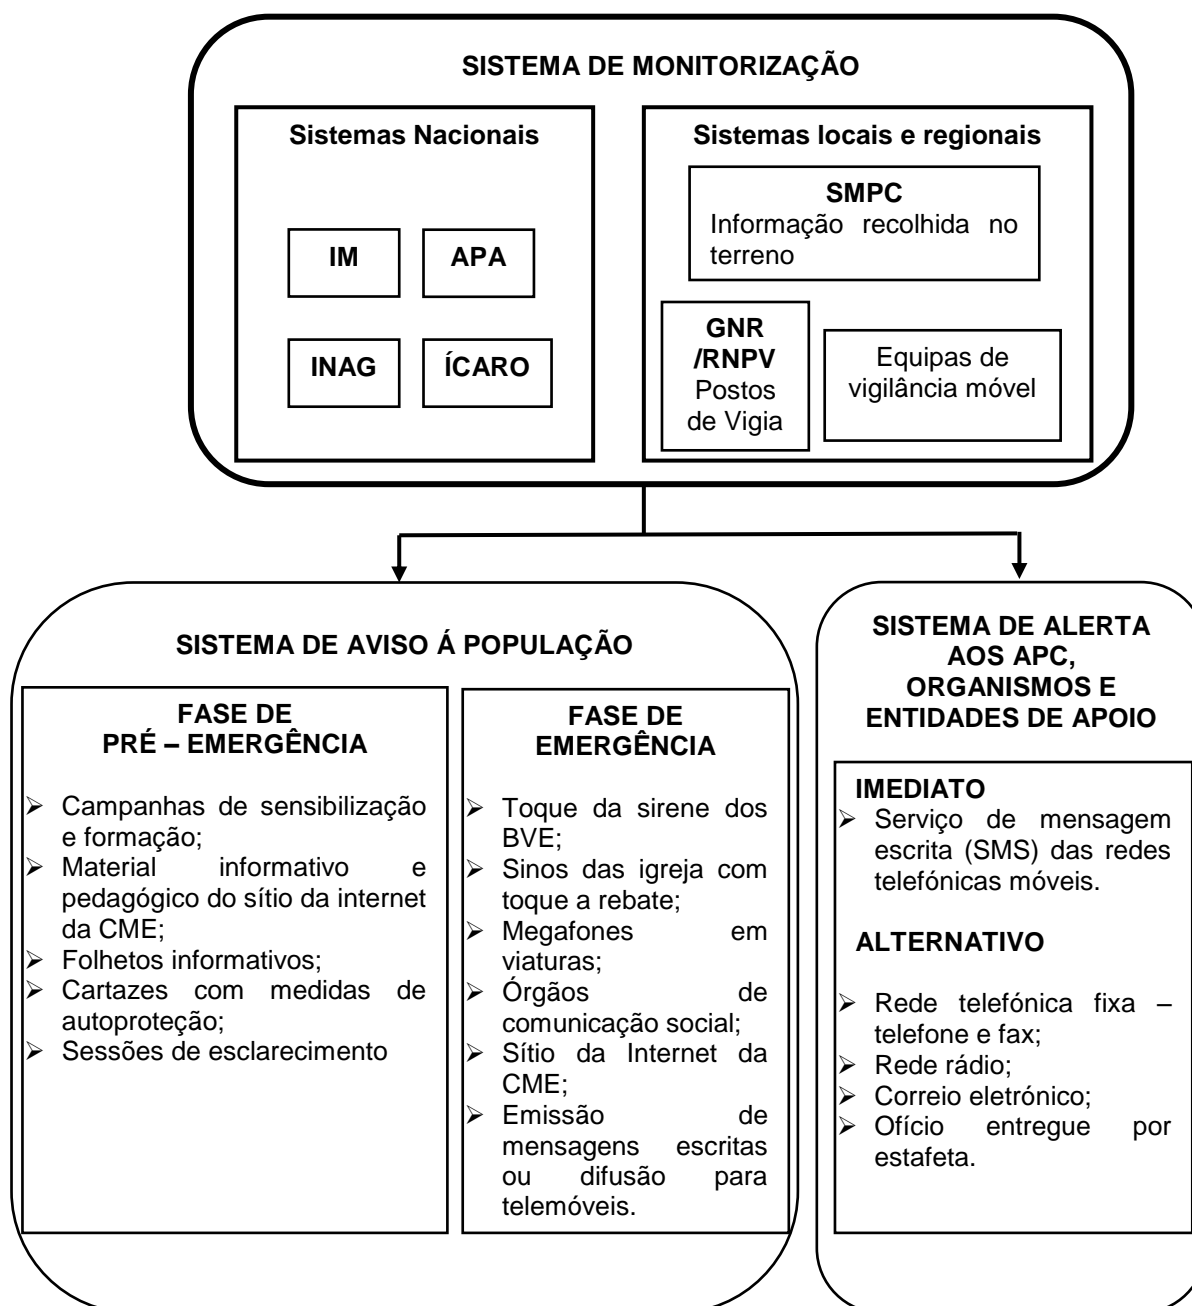 SISTEMA DE MONITORIZAÇÃO
Sistemas Nacionais
IM
APA
INAG
ÍCARO
Sistemas locais e regionais
SMPC
Informação recolhida no
terreno
GNR
/RNPV
Postos
de Vigia
Equipas de
vigilância móvel
SISTEMA DE AVISO Á POPULAÇÃO
FASE DE
PRÉ – EMERGÊNCIA
➢ Campanhas de sensibilização
e formação;
➢ Material informativo e
pedagógico do sítio da internet
da CME;
➢ Folhetos informativos;
➢ Cartazes com medidas de
autoproteção;
➢ Sessões de esclarecimento
FASE DE
EMERGÊNCIA
➢ Toque da sirene dos
BVE;
➢ Sinos das igreja com
toque a rebate;
➢ Megafones em
viaturas;
➢ Órgãos de
comunicação social;
➢ Sítio da Internet da
CME;
➢ Emissão de
mensagens escritas
ou difusão para
telemóveis.
SISTEMA DE ALERTA
AOS APC,
ORGANISMOS E
ENTIDADES DE APOIO
IMEDIATO
➢ Serviço de mensagem
escrita (SMS) das redes
telefónicas móveis.
ALTERNATIVO
➢ Rede telefónica fixa –
telefone e fax;
➢ Rede rádio;
➢ Correio eletrónico;
➢ Ofício entregue por
estafeta.